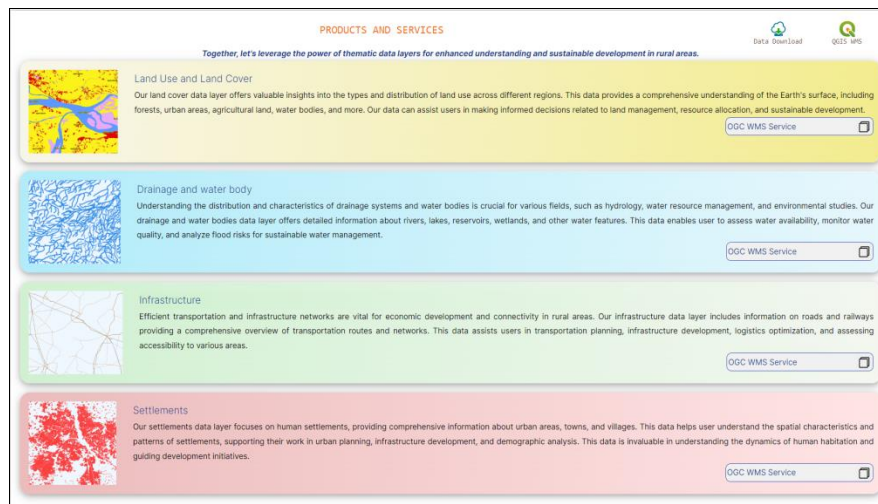 PRODUCTS AND SERVICES
Data Download
QGIS WMS
Together, let's leverage the power of thematic data layers for enhanced understanding and sustainable development in rural areas.
Land Use and Land Cover
Our land cover data layer offers valuable insights into the types and distribution of land use across different regions. This data provides a comprehensive understanding of the Earth's surface, including
forests, urban areas, agricultural land, water bodies, and more. Our data can assist users in making informed decisions related to land management, resource allocation, and sustainable development.
OGC WMS Service
Drainage and water body
Understanding the distribution and characteristics of drainage systems and water bodies is crucial for various fields, such as hydrology, water resource management, and environmental studies. Our
drainage and water bodies data layer offers detailed information about rivers, lakes, reservoirs, wetlands, and other water features. This data enables user to assess water availability, monitor water
quality, and analyze flood risks for sustainable water management.
OGC WMS Service
Infrastructure
Efficient transportation and infrastructure networks are vital for economic development and connectivity in rural areas. Our infrastructure data layer includes information on roads and railways
providing a comprehensive overview of transportation routes and networks. This data assists users in transportation planning, infrastructure development, logistics optimization, and assessing
accessibility to various areas.
OGC WMS Service
Settlements
Our settlements data layer focuses on human settlements, providing comprehensive information about urban areas, towns, and villages. This data helps user understand the spatial characteristics and
patterns of settlements, supporting their work in urban planning, infrastructure development, and demographic analysis. This data is invaluable in understanding the dynamics of human habitation and
guiding development initiatives.
OGC WMS Service